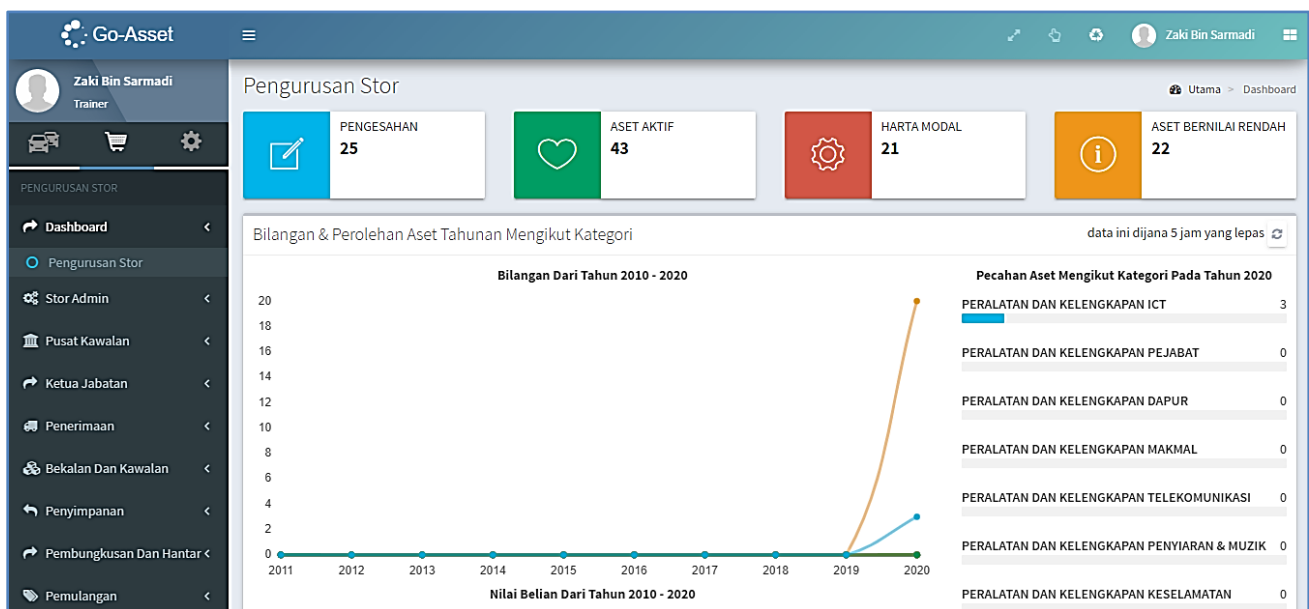 Go-Asset
Zaki Bin Sarmadi
Zaki Bin Sarmadi
Trainer
PENGURUSAN STOR
Dashboard
Pengurusan Stor
Stor Admin
Pusat Kawalan
Ketua Jabatan
Penerimaan
Bekalan Dan Kawalan
Penyimpanan
Pembungkusan Dan Hantar
Pemulangan
Pengurusan Stor
Utama > Dashboard
PENGESAHAN
25
ASET AKTIF
43
HARTA MODAL
21
ASET BERNILAI RENDAH
22
Bilangan & Perolehan Aset Tahunan Mengikut Kategori
data ini dijana 5 jam yang lepas
Bilangan Dari Tahun 2010 - 2020
20
18
16
14
12
10
8
6
4
2
0
2011 2012 2013 2014 2015 2016 2017 2018 2019 2020
Nilai Belian Dari Tahun 2010 - 2020
Pecahan Aset Mengikut Kategori Pada Tahun 2020
PERALATAN DAN KELENGKAPAN ICT 3
PERALATAN DAN KELENGKAPAN PEJABAT 0
PERALATAN DAN KELENGKAPAN DAPUR 0
PERALATAN DAN KELENGKAPAN MAKMAL 0
PERALATAN DAN KELENGKAPAN TELEKOMUNIKASI 0
PERALATAN DAN KELENGKAPAN PENYIARAN & MUZIK 0
PERALATAN DAN KELENGKAPAN KESELAMATAN 0